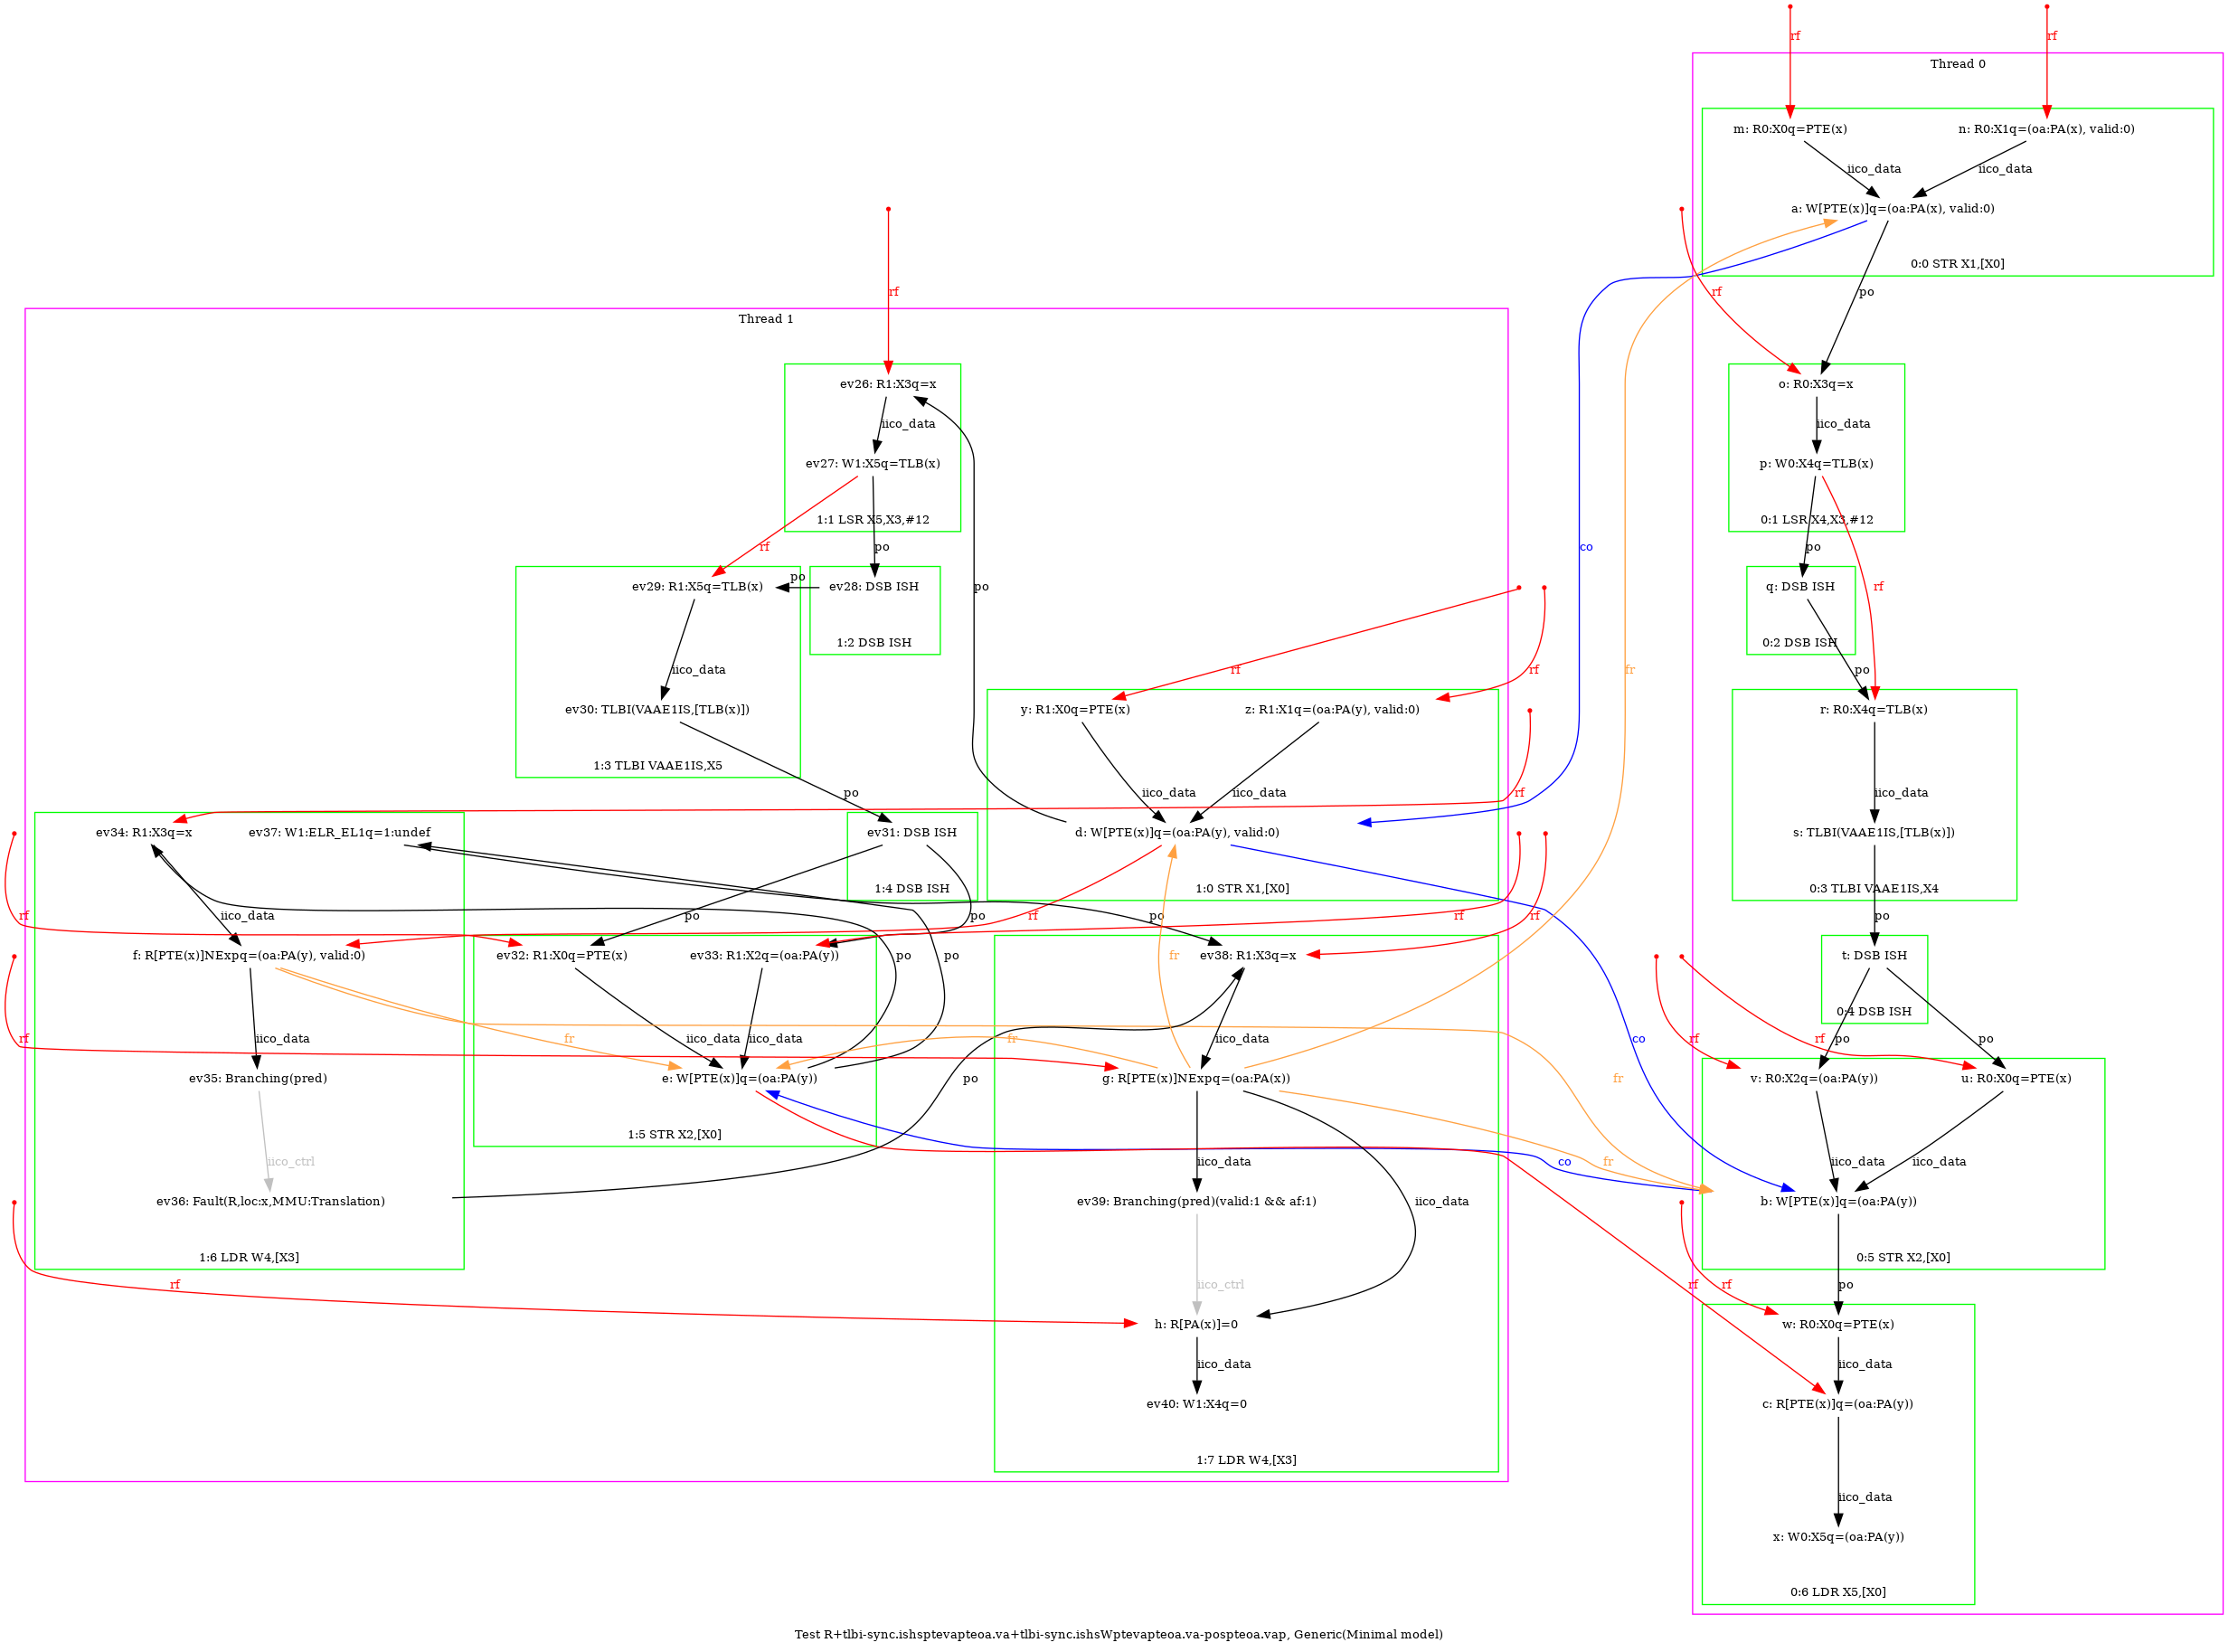 rf
rf
Thread 0
m: R0:X0q=PTE(x)
n: R0:X1q=(oa:PA(x), valid:0)
iico_data
iico_data
a: W[PTE(x)]q=(oa:PA(x), valid:0)
0:0 STR X1,[X0]
rf
rf
po
Thread 1
ev26: R1:X3q=x
o: R0:X3q=x
iico_data
iico_data
ev27: W1:X5q=TLB(x)
p: W0:X4q=TLB(x)
1:1 LSR X5,X3,#12
0:1 LSR X4,X3,#12
rf
po
co
po
po
ev29: R1:X5q=TLB(x)
ev28: DSB ISH
po
rf
q: DSB ISH
1:2 DSB ISH
0:2 DSB ISH
iico_data
rf
rf
fr
po
ev30: TLBI(VAAE1IS,[TLB(x)])
y: R1:X0q=PTE(x)
z: R1:X1q=(oa:PA(y), valid:0)
r: R0:X4q=TLB(x)
1:3 TLBI VAAE1IS,X5
po
iico_data
iico_data
rf
iico_data
ev34: R1:X3q=x
ev37: W1:ELR_EL1q=1:undef
ev31: DSB ISH
d: W[PTE(x)]q=(oa:PA(y), valid:0)
s: TLBI(VAAE1IS,[TLB(x)])
1:4 DSB ISH
1:0 STR X1,[X0]
0:3 TLBI VAAE1IS,X4
rf
iico_data
po
po
rf
po
rf
rf
po
f: R[PTE(x)]NExpq=(oa:PA(y), valid:0)
ev32: R1:X0q=PTE(x)
ev33: R1:X2q=(oa:PA(y))
po
po
fr
ev38: R1:X3q=x
t: DSB ISH
0:4 DSB ISH
rf
iico_data
fr
iico_data
iico_data
fr
iico_data
co
rf
po
rf
po
ev35: Branching(pred)
e: W[PTE(x)]q=(oa:PA(y))
po
g: R[PTE(x)]NExpq=(oa:PA(x))
fr
v: R0:X2q=(oa:PA(y))
u: R0:X0q=PTE(x)
1:5 STR X2,[X0]
iico_ctrl
iico_data
co
fr
iico_data
iico_data
ev36: Fault(R,loc:x,MMU:Translation)
ev39: Branching(pred)(valid:1 && af:1)
iico_data
b: W[PTE(x)]q=(oa:PA(y))
1:6 LDR W4,[X3]
0:5 STR X2,[X0]
rf
iico_ctrl
rf
rf
po
h: R[PA(x)]=0
w: R0:X0q=PTE(x)
iico_data
iico_data
ev40: W1:X4q=0
c: R[PTE(x)]q=(oa:PA(y))
1:7 LDR W4,[X3]
iico_data
x: W0:X5q=(oa:PA(y))
0:6 LDR X5,[X0]
Test R+tlbi-sync.ishsptevapteoa.va+tlbi-sync.ishsWptevapteoa.va-pospteoa.vap, Generic(Minimal model)